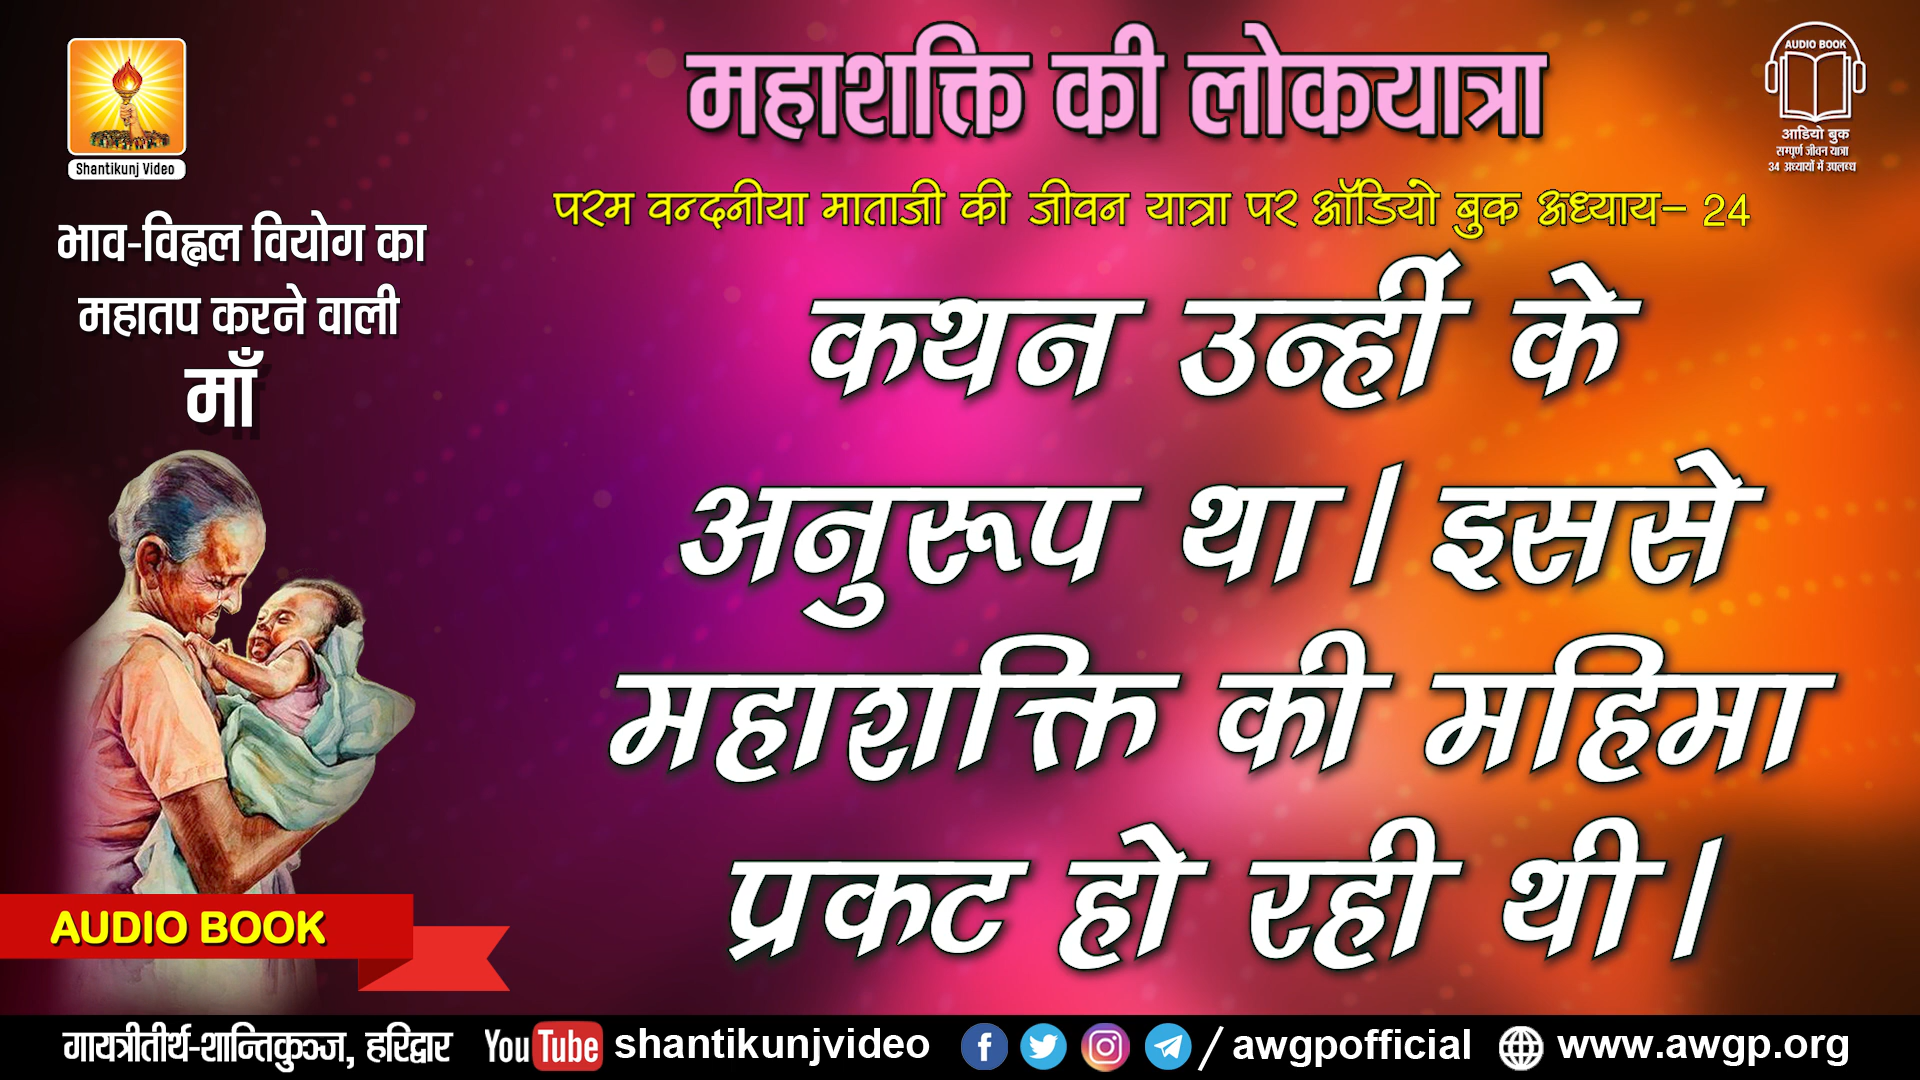 Shantikunj Video
महाशक्ति की लोकयात्रा
AUDIO BOOK
आडियो बुक
सम्पूर्ण जीवन यात्रा
34 अध्यायों में उपलब्ध
परम वन्दनीया माताजी की जीवन यात्रा पर ऑडियो बुक अध्याय- 24
भाव-विह्वल वियोग का
महातप करने वाली
माँ
कथन उन्हीं के
अनुरूप था। इससे
महाशक्ति की महिमा
प्रकट हो रही थी।
AUDIO BOOK
गायत्रीतीर्थ-शान्तिकुञ्ज, हरिद्वार YouTube shantikunjvideo / awgpofficial www.awgp.org